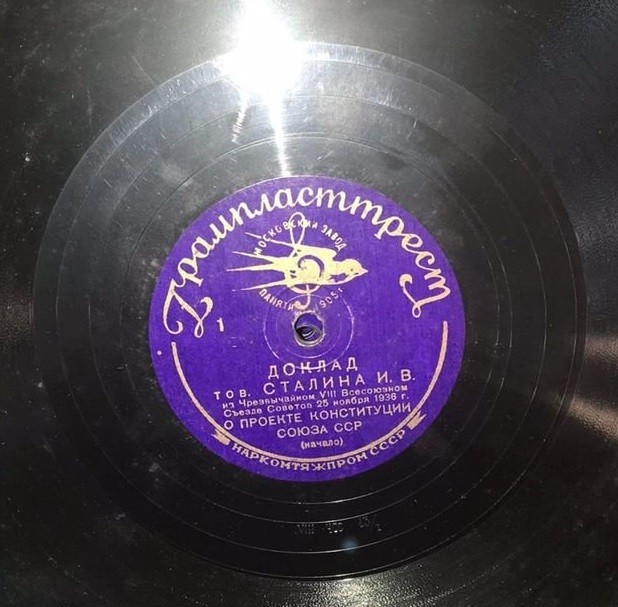 Грампласттрест
МОСКОВСКИЙ ЗАВОД
ПАМЯТИ 1905 г.
1
ДОКЛАД
ТОВ. СТАЛИНА И. В.
на Чрезвычайном VIII Всесоюзном
Съезде Советов 25 ноября 1936 г.
О ПРОЕКТЕ КОНСТИТУЦИИ
СОЮЗА ССР
(начало)
НАРКОМТЯЖПРОМ СССР